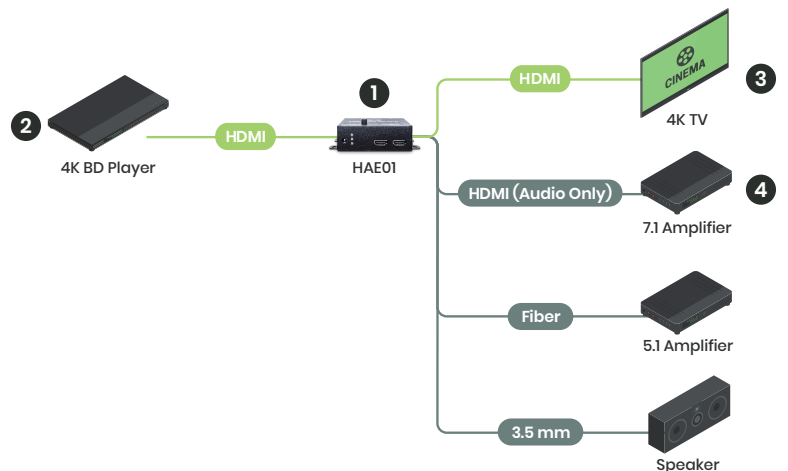 1
HDMI
CINEMA
3
4K TV
2
HDMI
4K BD Player
HAE01
HDMI (Audio Only)
4
7.1 Amplifier
Fiber
5.1 Amplifier
3.5 mm
Speaker